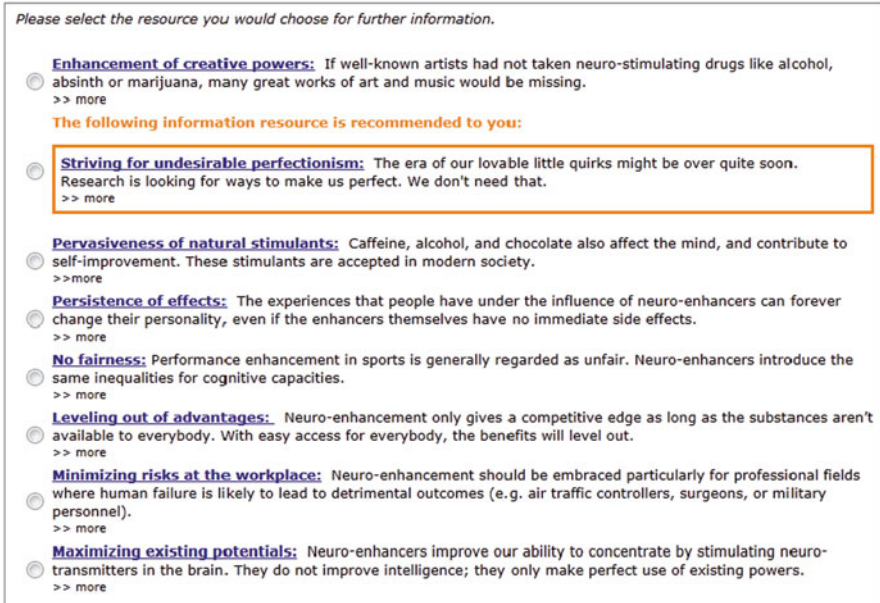 Please select the resource you would choose for further information.
Enhancement of creative powers: If well-known artists had not taken neuro-stimulating drugs like alcohol,
absinth or marijuana, many great works of art and music would be missing.
>> more
The following information resource is recommended to you:
Striving for undesirable perfectionism: The era of our lovable little quirks might be over quite soon.
Research is looking for ways to make us perfect. We don't need that.
>> more
Pervasiveness of natural stimulants: Caffeine, alcohol, and chocolate also affect the mind, and contribute to
self-improvement. These stimulants are accepted in modern society.
>>more
Persistence of effects: The experiences that people have under the influence of neuro-enhancers can forever
change their personality, even if the enhancers themselves have no immediate side effects.
>> more
No fairness: Performance enhancement in sports is generally regarded as unfair. Neuro-enhancers introduce the
same inequalities for cognitive capacities.
>> more
Leveling out of advantages: Neuro-enhancement only gives a competitive edge as long as the substances aren't
available to everybody. With easy access for everybody, the benefits will level out.
>> more
Minimizing risks at the workplace: Neuro-enhancement should be embraced particularly for professional fields
where human failure is likely to lead to detrimental outcomes (e.g. air traffic controllers, surgeons, or military
personnel).
>> more
Maximizing existing potentials: Neuro-enhancers improve our ability to concentrate by stimulating neuro-
transmitters in the brain. They do not improve intelligence; they only make perfect use of existing powers.
>> more